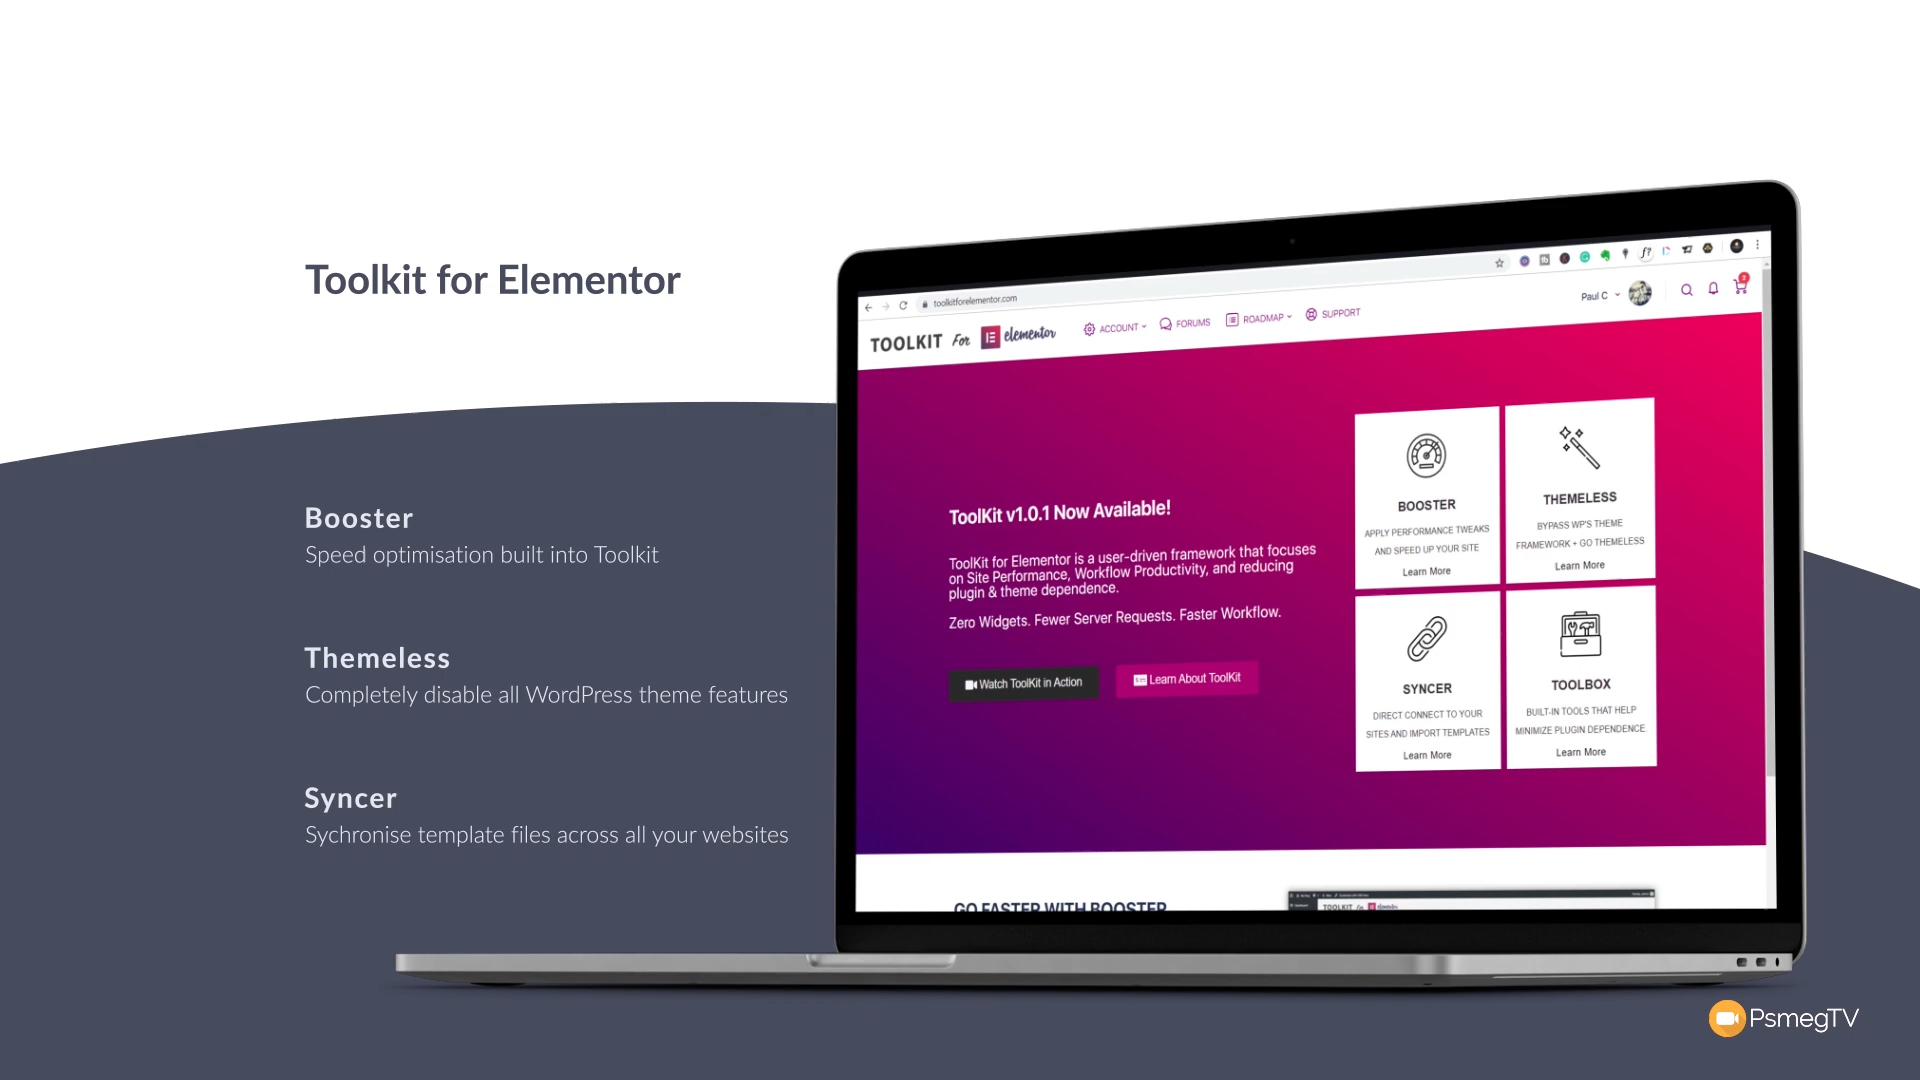 Toolkit for Elementor
Booster
Speed optimisation built into Toolkit
Themeless
Completely disable all WordPress theme features
Syncer
Sychronise template files across all your websites
toolkitforelementor.com
TOOLKIT For elementor
ACCOUNT
FORUMS
ROADMAP
SUPPORT
Paul C
ToolKit v1.0.1 Now Available!
ToolKit for Elementor is a user-driven framework that focuses
on Site Performance, Workflow Productivity, and reducing
plugin & theme dependence.
Zero Widgets. Fewer Server Requests. Faster Workflow.
Watch ToolKit in Action
Learn About ToolKit
BOOSTER
APPLY PERFORMANCE TWEAKS
AND SPEED UP YOUR SITE
Learn More
THEMELESS
BYPASS WP'S THEME
FRAMEWORK + GO THEMELESS
Learn More
SYNCER
DIRECT CONNECT TO YOUR
SITES AND IMPORT TEMPLATES
Learn More
TOOLBOX
BUILT-IN TOOLS THAT HELP
MINIMIZE PLUGIN DEPENDENCE
Learn More
GO FASTER WITH BOOSTER
TOOLKIT For elementor
PsmegTV